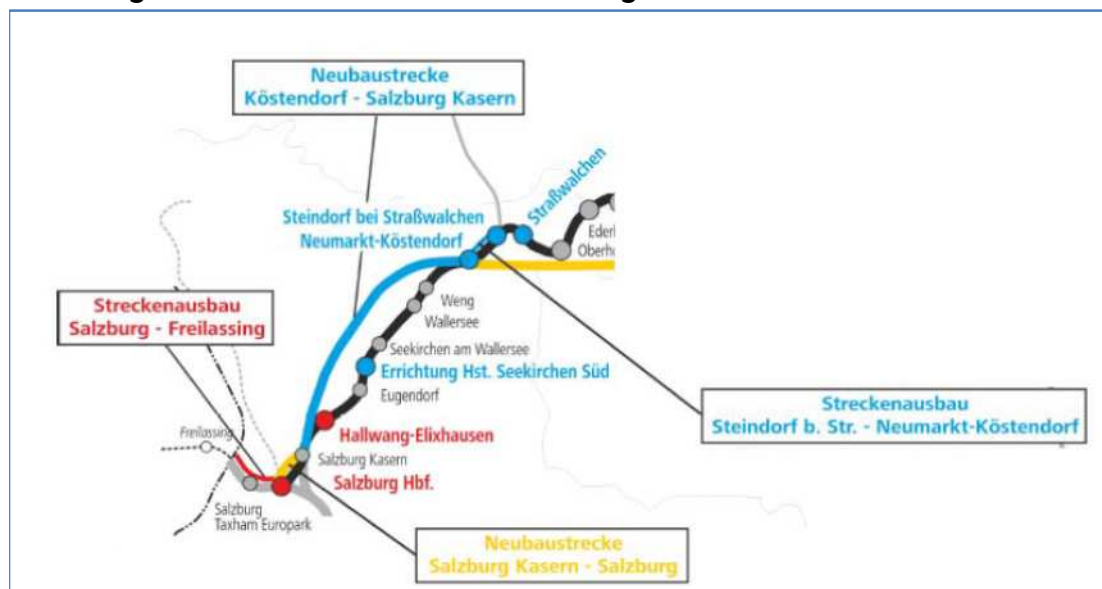 Neubaustrecke
Köstendorf - Salzburg Kasern
Straßwalchen
Steindorf bei Straßwalchen
Neumarkt-Köstendorf
Weng
Wallersee
Streckenausbau
Salzburg - Freilassing
Seekirchen am Wallersee
Errichtung Hst. Seekirchen Süd
Eugendorf
Streckenausbau
Steindorf b. Str. - Neumarkt-Köstendorf
Hallwang-Elixhausen
Freilassing
Salzburg Kasern
Salzburg Hbf.
Salzburg
Taxham Europark
Neubaustrecke
Salzburg Kasern - Salzburg